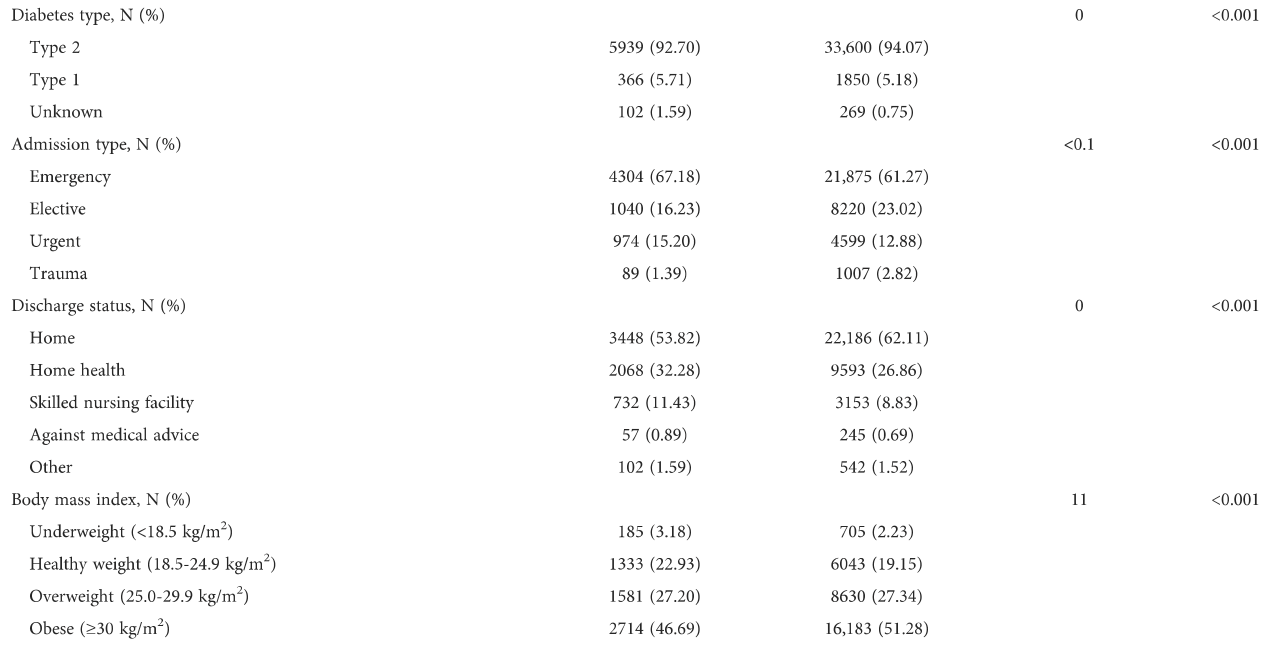 Diabetes type, N (%) 0 <0.001
Type 2 5939 (92.70) 33,600 (94.07)
Type 1 366 (5.71) 1850 (5.18)
Unknown 102 (1.59) 269 (0.75)
Admission type, N (%) <0.1 <0.001
Emergency 4304 (67.18) 21,875 (61.27)
Elective 1040 (16.23) 8220 (23.02)
Urgent 974 (15.20) 4599 (12.88)
Trauma 89 (1.39) 1007 (2.82)
Discharge status, N (%) 0 <0.001
Home 3448 (53.82) 22,186 (62.11)
Home health 2068 (32.28) 9593 (26.86)
Skilled nursing facility 732 (11.43) 3153 (8.83)
Against medical advice 57 (0.89) 245 (0.69)
Other 102 (1.59) 542 (1.52)
Body mass index, N (%) 11 <0.001
Underweight (<18.5 kg/m²) 185 (3.18) 705 (2.23)
Healthy weight (18.5-24.9 kg/m²) 1333 (22.93) 6043 (19.15)
Overweight (25.0-29.9 kg/m²) 1581 (27.20) 8630 (27.34)
Obese (≥30 kg/m²) 2714 (46.69) 16,183 (51.28)